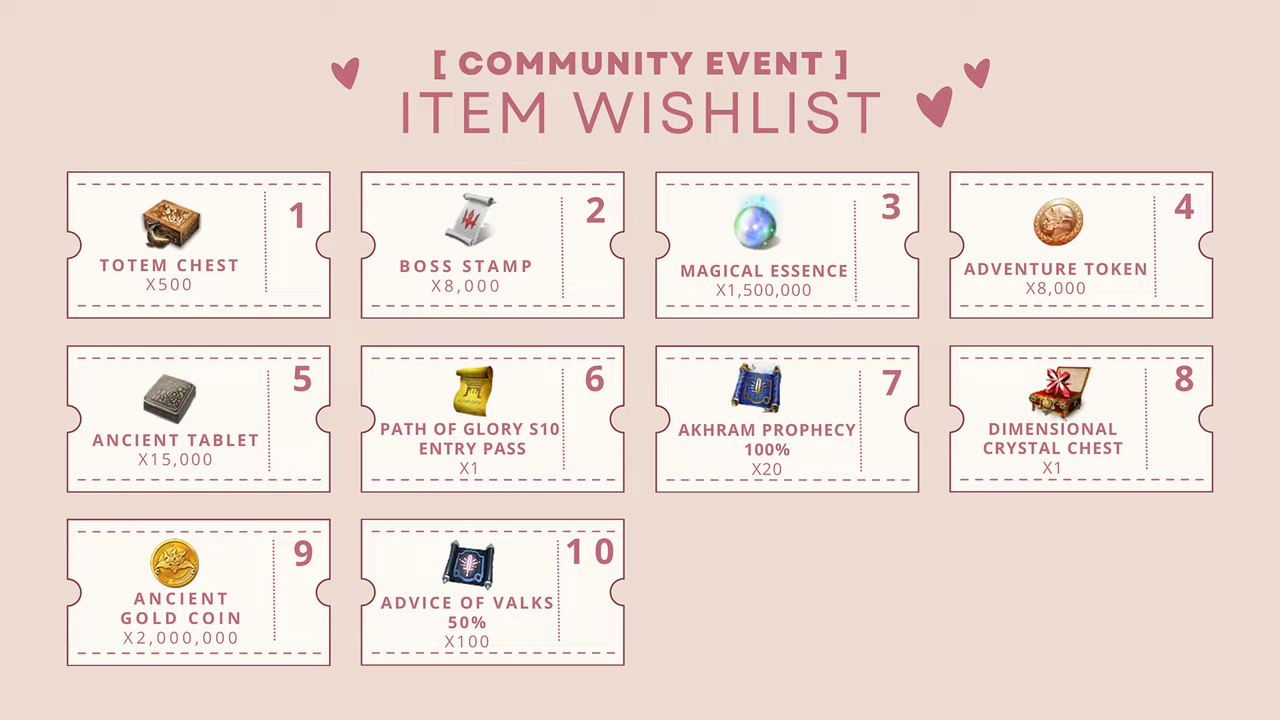 [ COMMUNITY EVENT ]
ITEM WISHLIST
1
TOTEM CHEST
X500
2
BOSS STAMP
X8,000
3
MAGICAL ESSENCE
X1,500,000
4
ADVENTURE TOKEN
X8,000
5
ANCIENT TABLET
X15,000
6
PATH OF GLORY S10
ENTRY PASS
X1
7
AKHRAM PROPHECY
100%
X20
8
DIMENSIONAL
CRYSTAL CHEST
X1
9
ANCIENT
GOLD COIN
X2,000,000
10
ADVICE OF VALKS
50%
X100